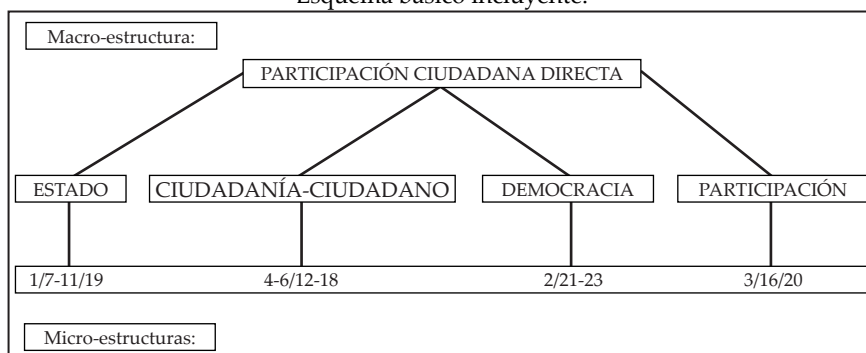 Esquema básico incluyente.
Macro-estructura:
PARTICIPACIÓN CIUDADANA DIRECTA
ESTADO CIUDADANÍA-CIUDADANO DEMOCRACIA PARTICIPACIÓN
1/7-11/19 4-6/12-18 2/21-23 3/16/20
Micro-estructuras: